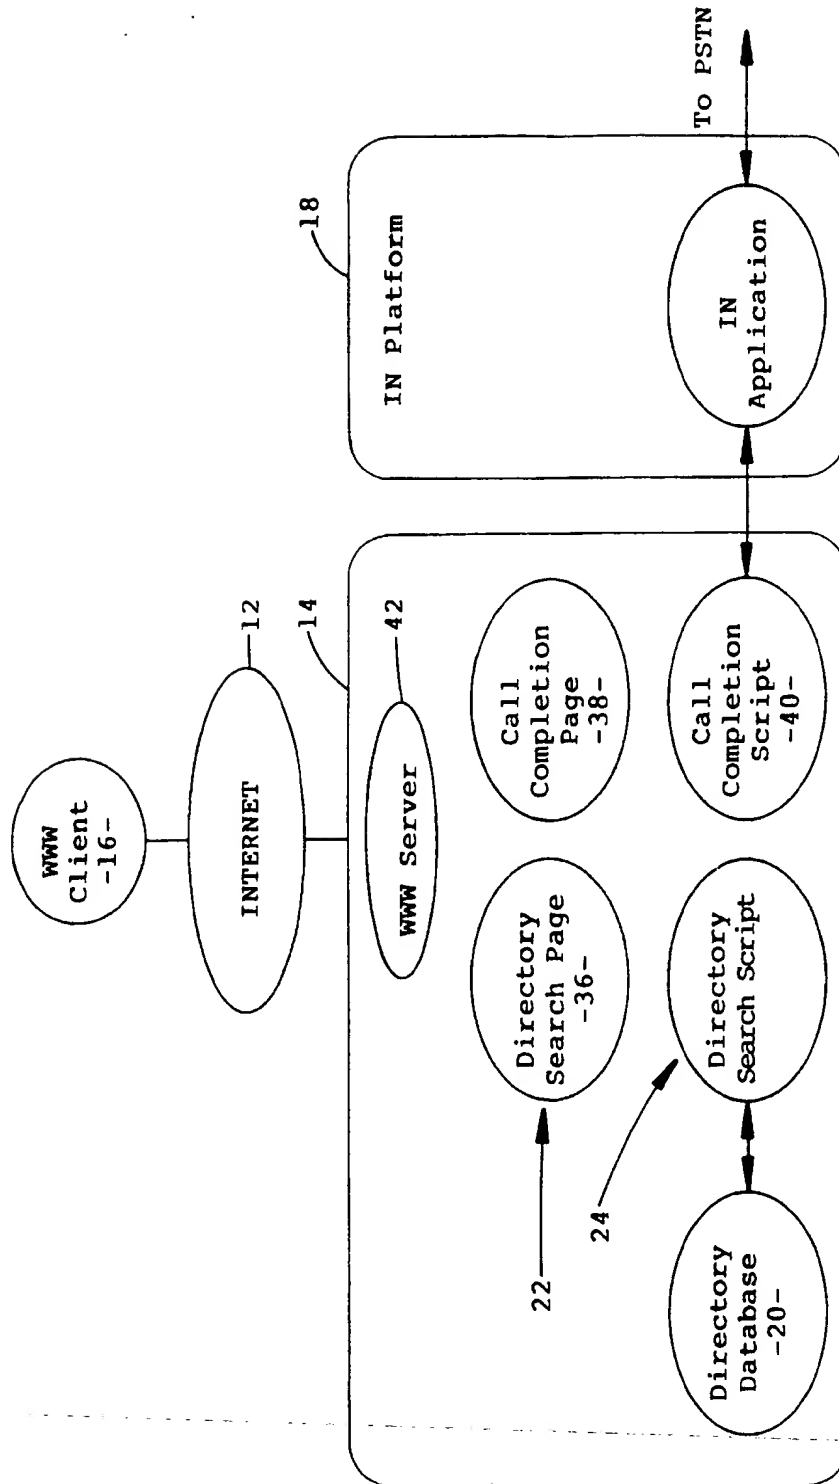 WWW
Client
-16-
INTERNET
12
14
WWW Server
42
18
IN Platform
22
Directory
Search Page
-36-
Call
Completion
Page
-38-
24
Directory
Database
-20-
Directory
Search Script
Call
Completion
Script
-40-
IN
Application
To PSTN